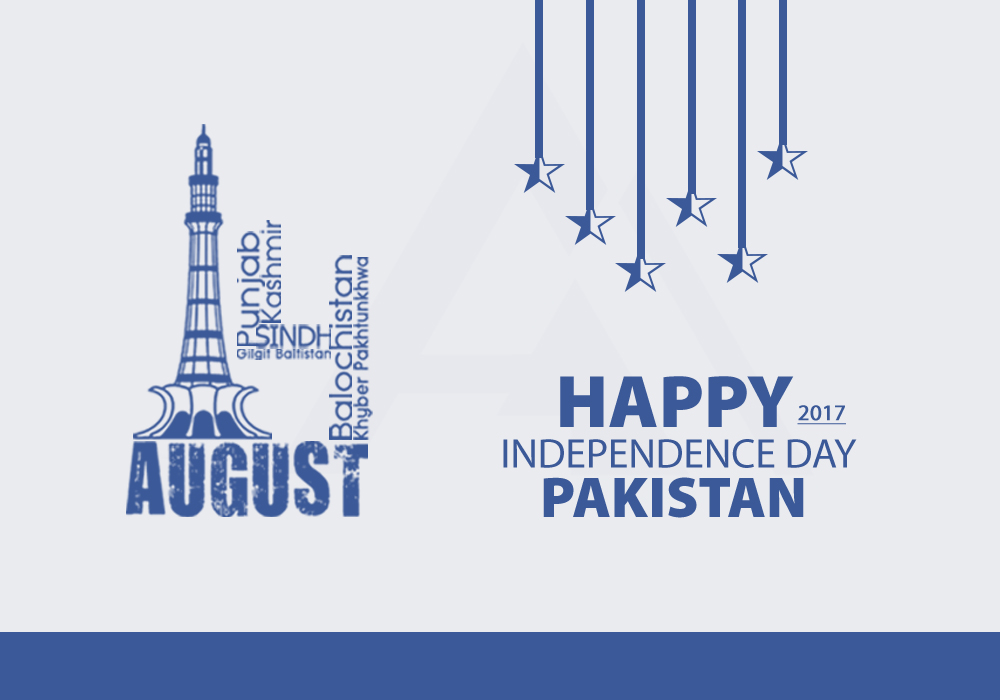 Punjab
Kashmir
SINDH
Gilgit Baltistan
Balochistan
Khyber Pakhtunkhwa
AUGUST
HAPPY 2017
INDEPENDENCE DAY
PAKISTAN